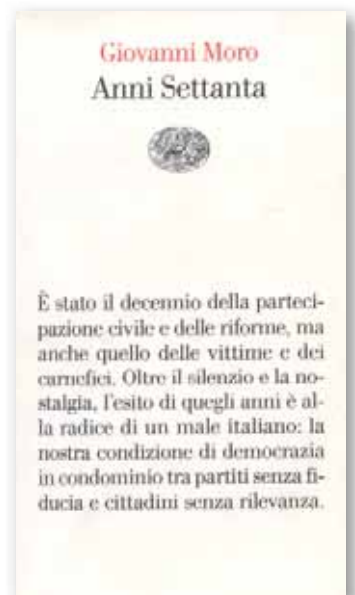 Giovanni Moro
Anni Settanta
È stato il decennio della parteci-
pazione civile e delle riforme, ma
anche quello delle vittime e dei
carnefici. Oltre il silenzio e la no-
stalgia, l'esito di quegli anni è al-
la radice di un male italiano: la
nostra condizione di democrazia
in condominio tra partiti senza fi-
ducia e cittadini senza rilevanza.